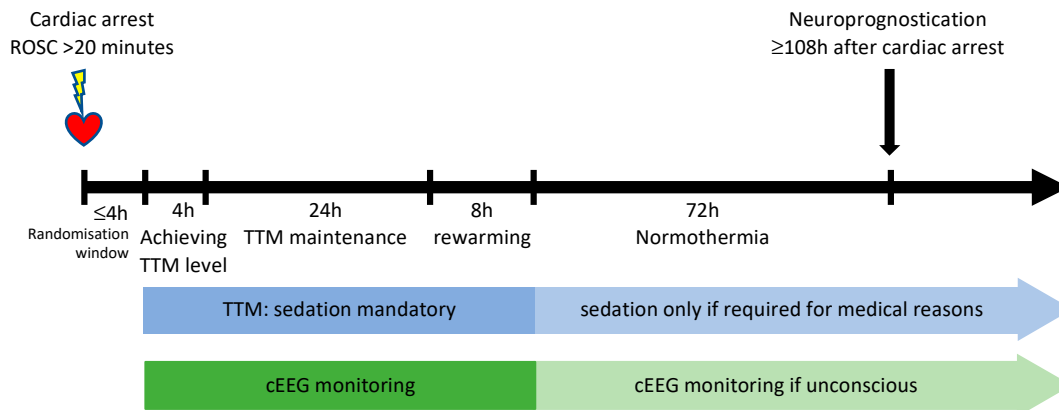 Cardiac arrest
ROSC >20 minutes
Neuroprognostication
≥108h after cardiac arrest
≤4h
Randomisation
window
4h
Achieving
TTM level
24h
TTM maintenance
8h
rewarming
72h
Normothermia
TTM: sedation mandatory
sedation only if required for medical reasons
cEEG monitoring
cEEG monitoring if unconscious